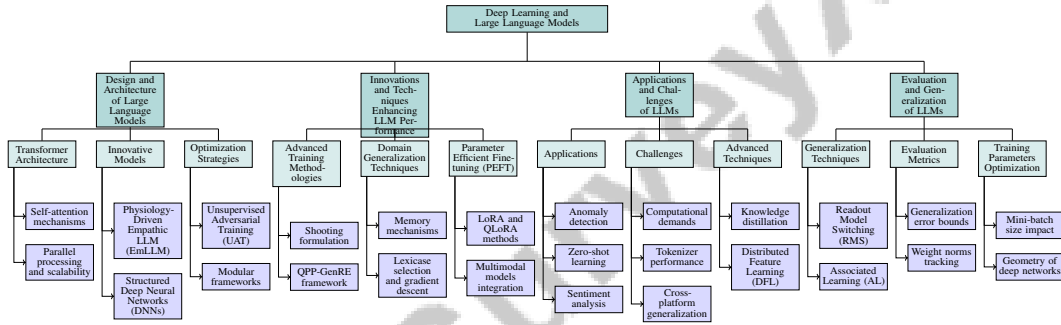 Deep Learning and
Large Language Models
Design and
Architecture
of Large
Language
Models
Innovations
and Tech-
niques
Enhancing
LLM Per-
formance
Applications
and Chal-
lenges
of LLMs
Evaluation
and Gen-
eralization
of LLMs
Transformer
Architecture
Innovative
Models
Optimization
Strategies
Advanced
Training
Method-
ologies
Domain
Generalization
Techniques
Parameter
Efficient Fine-
tuning (PEFT)
Applications
Challenges
Advanced
Techniques
Generalization
Techniques
Evaluation
Metrics
Training
Parameters
Optimization
Self-attention
mechanisms
Parallel
processing
and scalability
Physiology-
Driven
Empathic
LLM (EmLLM)
Structured
Deep Neural
Networks
(DNNs)
Unsupervised
Adversarial
Training (UAT)
Modular
frameworks
Shooting
formulation
QPP-GenRE
framework
Memory
mechanisms
Lexicase
selection
and gradient
descent
LoRA and
QLoRA
methods
Multimodal
models
integration
Anomaly
detection
Zero-shot
learning
Sentiment
analysis
Computational
demands
Tokenizer
performance
Cross-
platform
generalization
Knowledge
distillation
Distributed
Feature
Learning
(DFL)
Readout
Model
Switching
(RMS)
Associated
Learning (AL)
Generalization
error bounds
Weight norms
tracking
Mini-batch
size impact
Geometry of
deep networks
Survey